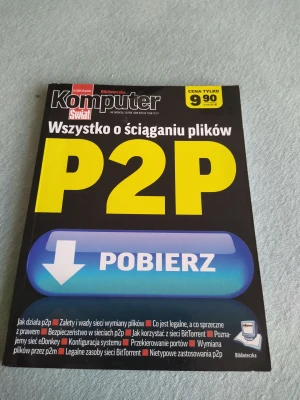 Biblioteczka
Komputer
Świat
CENA TYLKO
9 90
Wszystko o ściąganiu plików
P2P
POBIERZ
Jak działa p2p ■ Zalety i wady sieci wymiany plików ■ Co jest legalne, a co sprzeczne
z prawem ■ Bezpieczeństwo w sieciach p2p ■ Jak korzystać z sieci BitTorrent ■ Pozna-
jemy sieć eDonkey ■ Konfiguracja systemu ■ Przekierowanie portów ■ Wymiana
plików przez p2m ■ Legalne zasoby sieci BitTorrent ■ Nietypowe zastosowania p2p
Biblioteczka